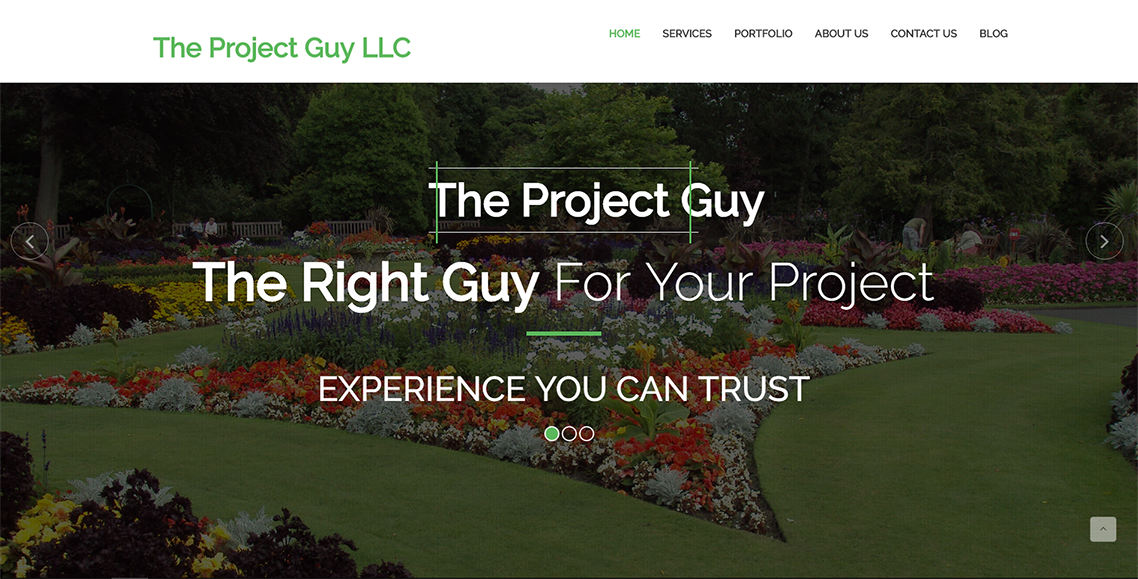 The Project Guy LLC
HOME SERVICES PORTFOLIO ABOUT US CONTACT US BLOG
The Project Guy
The Right Guy For Your Project
EXPERIENCE YOU CAN TRUST